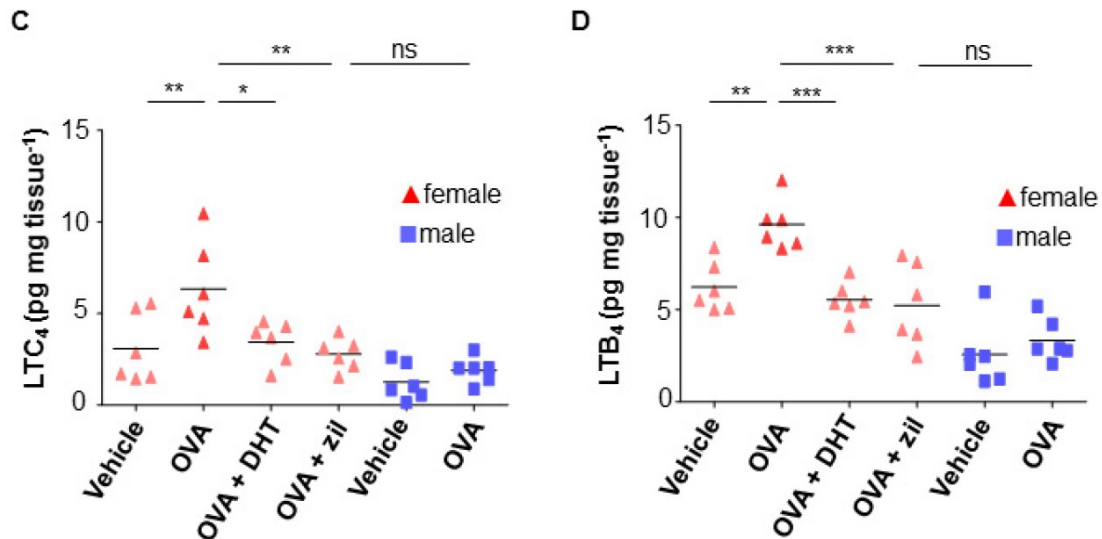 C
** ns
** *
LTC₄ (pg mg tissue⁻¹)
15
10
5
0
female
male
Vehicle
OVA
OVA + DHT
OVA + zil
Vehicle
OVA
D
*** ns
** ***
LTB₄ (pg mg tissue⁻¹)
15
10
5
0
female
male
Vehicle
OVA
OVA + DHT
OVA + zil
Vehicle
OVA